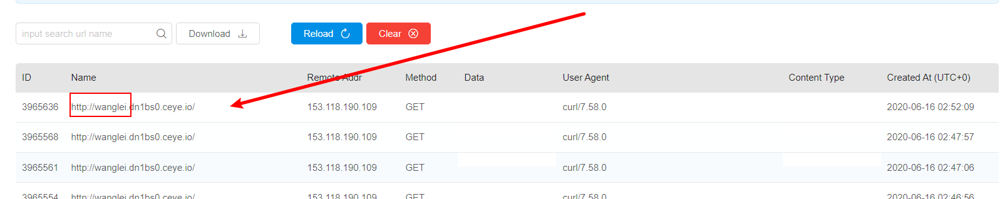 input search url name Download Reload Clear
ID Name Remote Addr Method Data User Agent Content Type Created At (UTC+0)
3965636 http://wanglei.dn1bs0.ceye.io/ 153.118.190.109 GET curl/7.58.0 2020-06-16 02:52:09
3965568 http://wanglei.dn1bs0.ceye.io/ 153.118.190.109 GET curl/7.58.0 2020-06-16 02:47:57
3965561 http://wanglei.dn1bs0.ceye.io/ 153.118.190.109 GET curl/7.58.0 2020-06-16 02:47:06
3965554 http://wanglei.dn1bs0.ceye.io/ 153.118.190.109 GET curl/7.58.0 2020-06-16 02:46:56